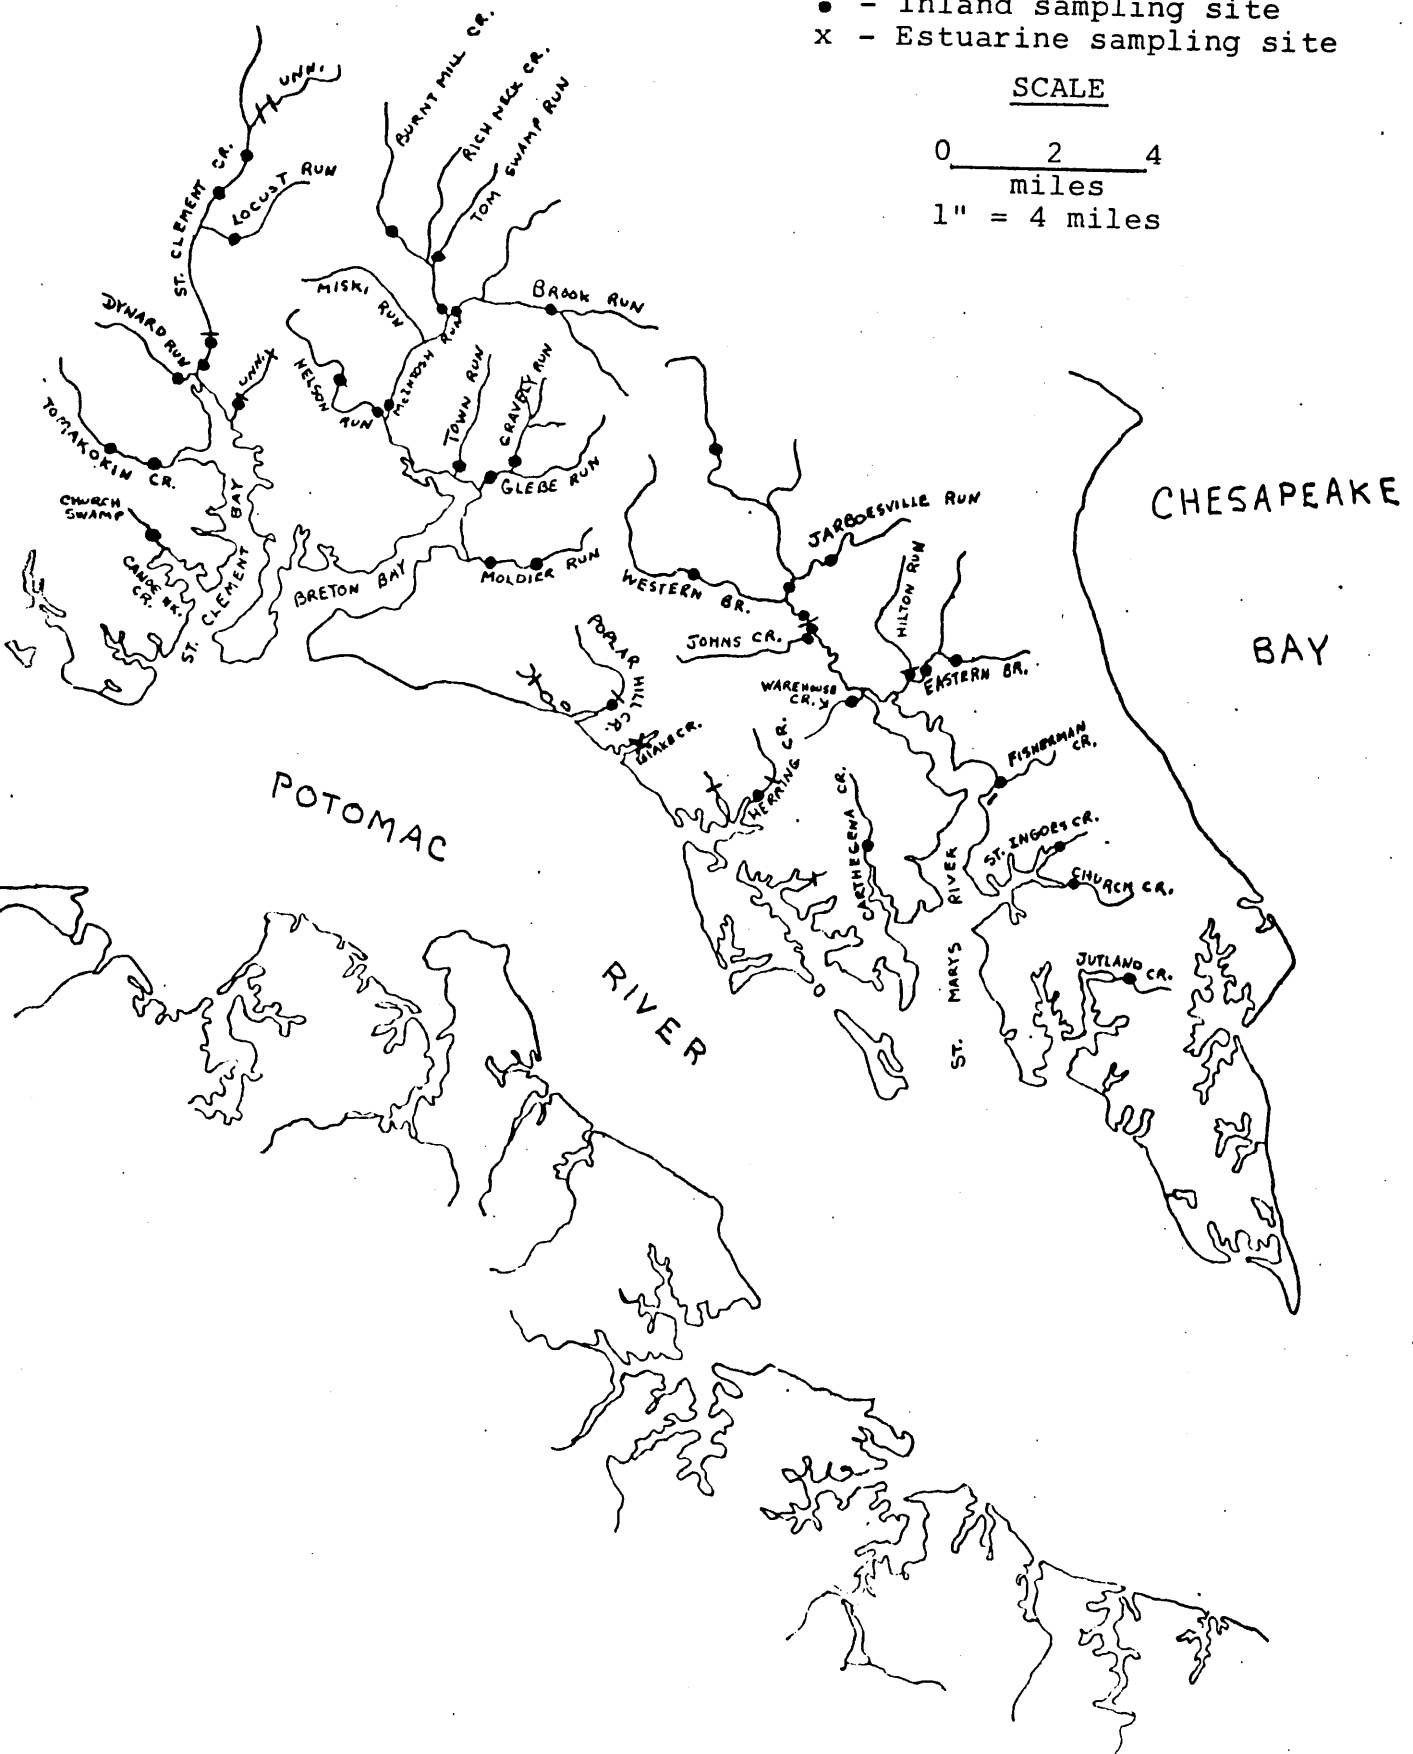 ● - Inland sampling site
x - Estuarine sampling site
SCALE
0 2 4
miles
1" = 4 miles
UNN.
BURNT MILL CR.
RICH NECK CR.
TOM SWAMP RUN
ST. CLEMENT CR.
LOCUST RUN
MISKI RUN
BROOK RUN
DYNARD RUN
UNN.
NELSON RUN
McINTOSH RUN
TOWN RUN
GRAVELY RUN
TOMAKOKIN CR.
GLEBE RUN
CHURCH
SWAMP
CANOE NK.
CR.
ST. CLEMENT BAY
BRETON BAY
MOLDIER RUN
JARBOESVILLE RUN
WESTERN BR.
HILTON RUN
JOHNS CR.
EASTERN BR.
WAREHOUSE
CR.
POPLAR HILL CR.
BLAKE CR.
HERRING CR.
FISHERMAN
CR.
CARTHEGENA CR.
ST. INGOES CR.
CHURCH CR.
JUTLAND CR.
ST. MARYS RIVER
CHESAPEAKE
BAY
POTOMAC
RIVER